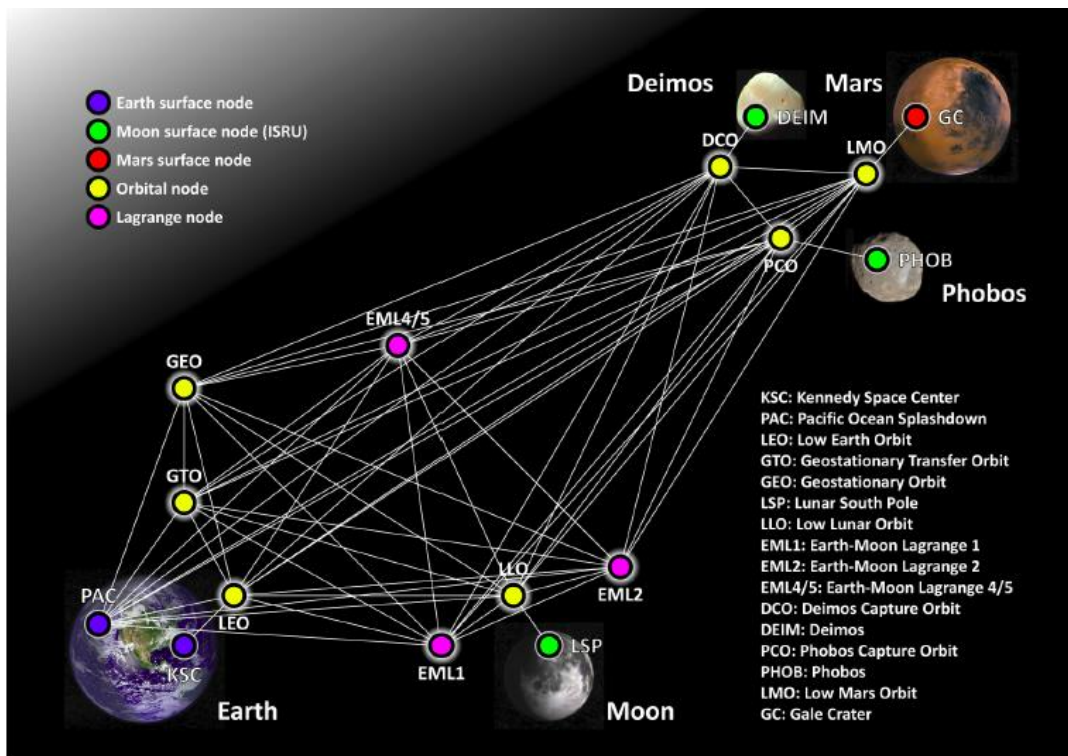 Earth surface node
Moon surface node (ISRU)
Mars surface node
Orbital node
Lagrange node
Deimos
Mars
DEIM
GC
DCO
LMO
PCO
PHOB
Phobos
EML4/5
GEO
GTO
PAC
LEO
KSC
LLO
EML2
EML1
LSP
Earth
Moon
KSC: Kennedy Space Center
PAC: Pacific Ocean Splashdown
LEO: Low Earth Orbit
GTO: Geostationary Transfer Orbit
GEO: Geostationary Orbit
LSP: Lunar South Pole
LLO: Low Lunar Orbit
EML1: Earth-Moon Lagrange 1
EML2: Earth-Moon Lagrange 2
EML4/5: Earth-Moon Lagrange 4/5
DCO: Deimos Capture Orbit
DEIM: Deimos
PCO: Phobos Capture Orbit
PHOB: Phobos
LMO: Low Mars Orbit
GC: Gale Crater